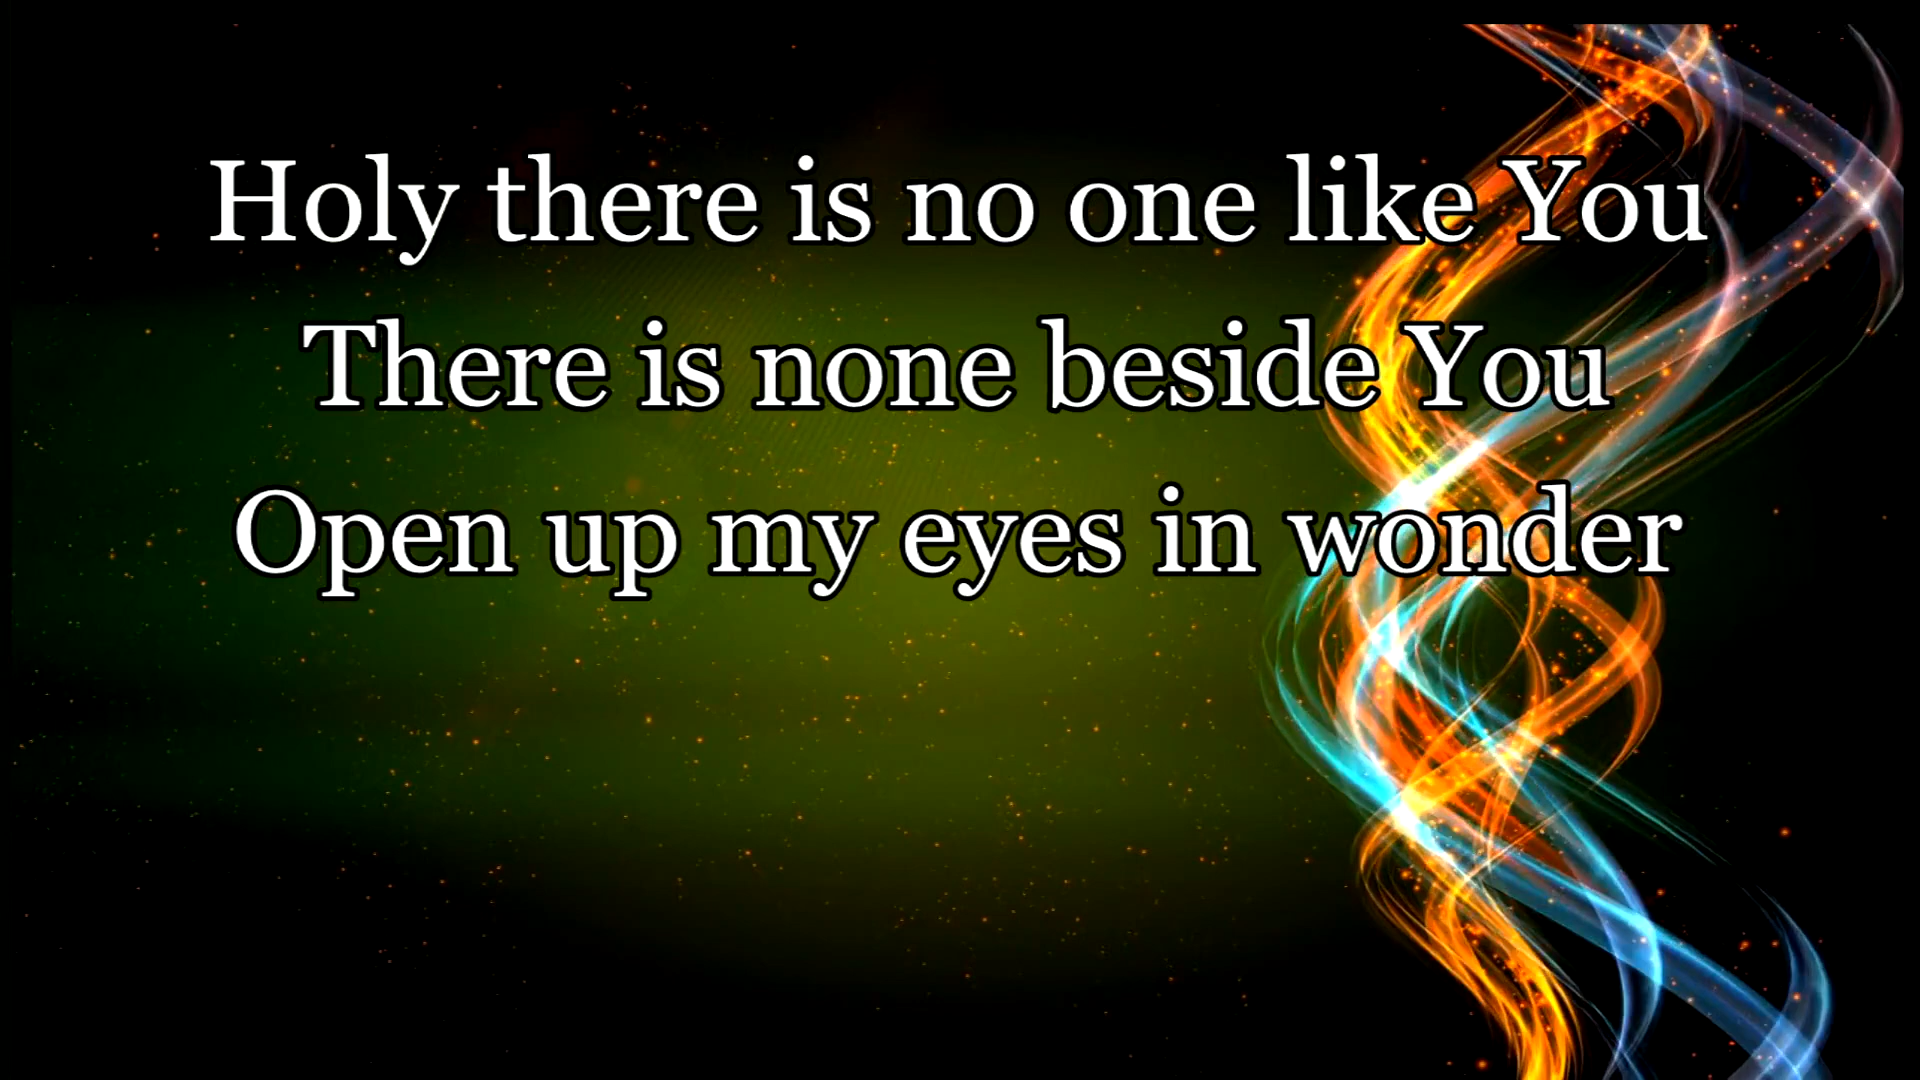 Holy there is no one like You
There is none beside You
Open up my eyes in wonder